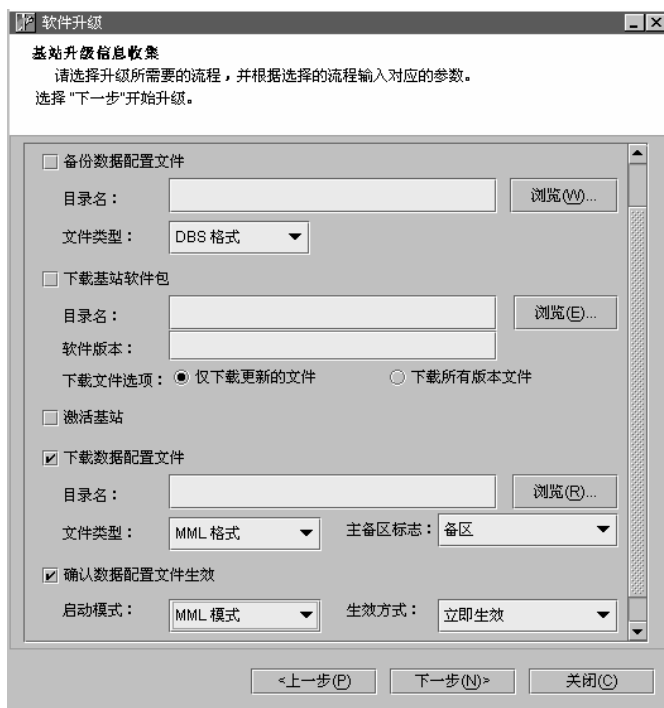 软件升级
基站升级信息收集
请选择升级所需要的流程，并根据选择的流程输入对应的参数。
选择 "下一步"开始升级。
备份数据配置文件
目录名： 浏览(W)...
文件类型： DBS 格式
下载基站软件包
目录名： 浏览(E)...
软件版本：
下载文件选项： 仅下载更新的文件 下载所有版本文件
激活基站
下载数据配置文件
目录名： 浏览(R)...
文件类型： MML 格式 主备区标志： 备区
确认数据配置文件生效
启动模式： MML 模式 生效方式： 立即生效
<上一步(P) 下一步(N)> 关闭(C)